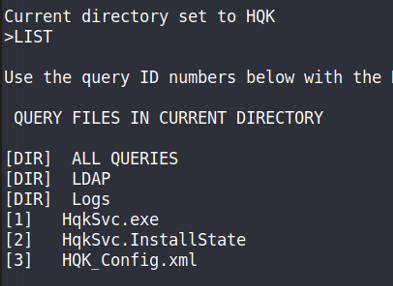 Current directory set to HQK
>LIST
Use the query ID numbers below with the
QUERY FILES IN CURRENT DIRECTORY
[DIR]  ALL QUERIES
[DIR]  LDAP
[DIR]  Logs
[1]   HqkSvc.exe
[2]   HqkSvc.InstallState
[3]   HQK_Config.xml